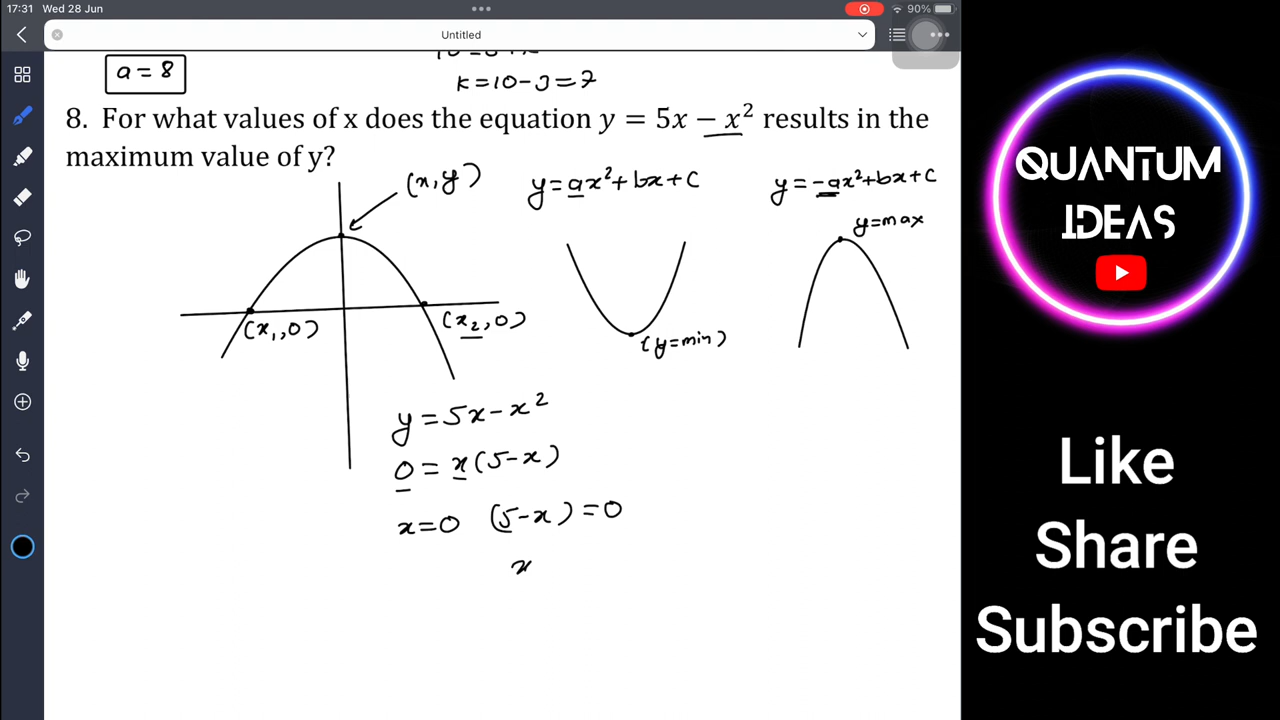 17:31 Wed 28 Jun
90%
Untitled
a = 8
k=10-3=7
8. For what values of x does the equation y = 5x − x² results in the
maximum value of y?
(x,y)
y=ax²+bx+c
y=-ax²+bx+c
y=max
(x₁,0)
(x₂,0)
(y=min)
y=5x-x²
0=x(5-x)
x=0 (5-x)=0
x
QUANTUM
IDEAS
Like
Share
Subscribe